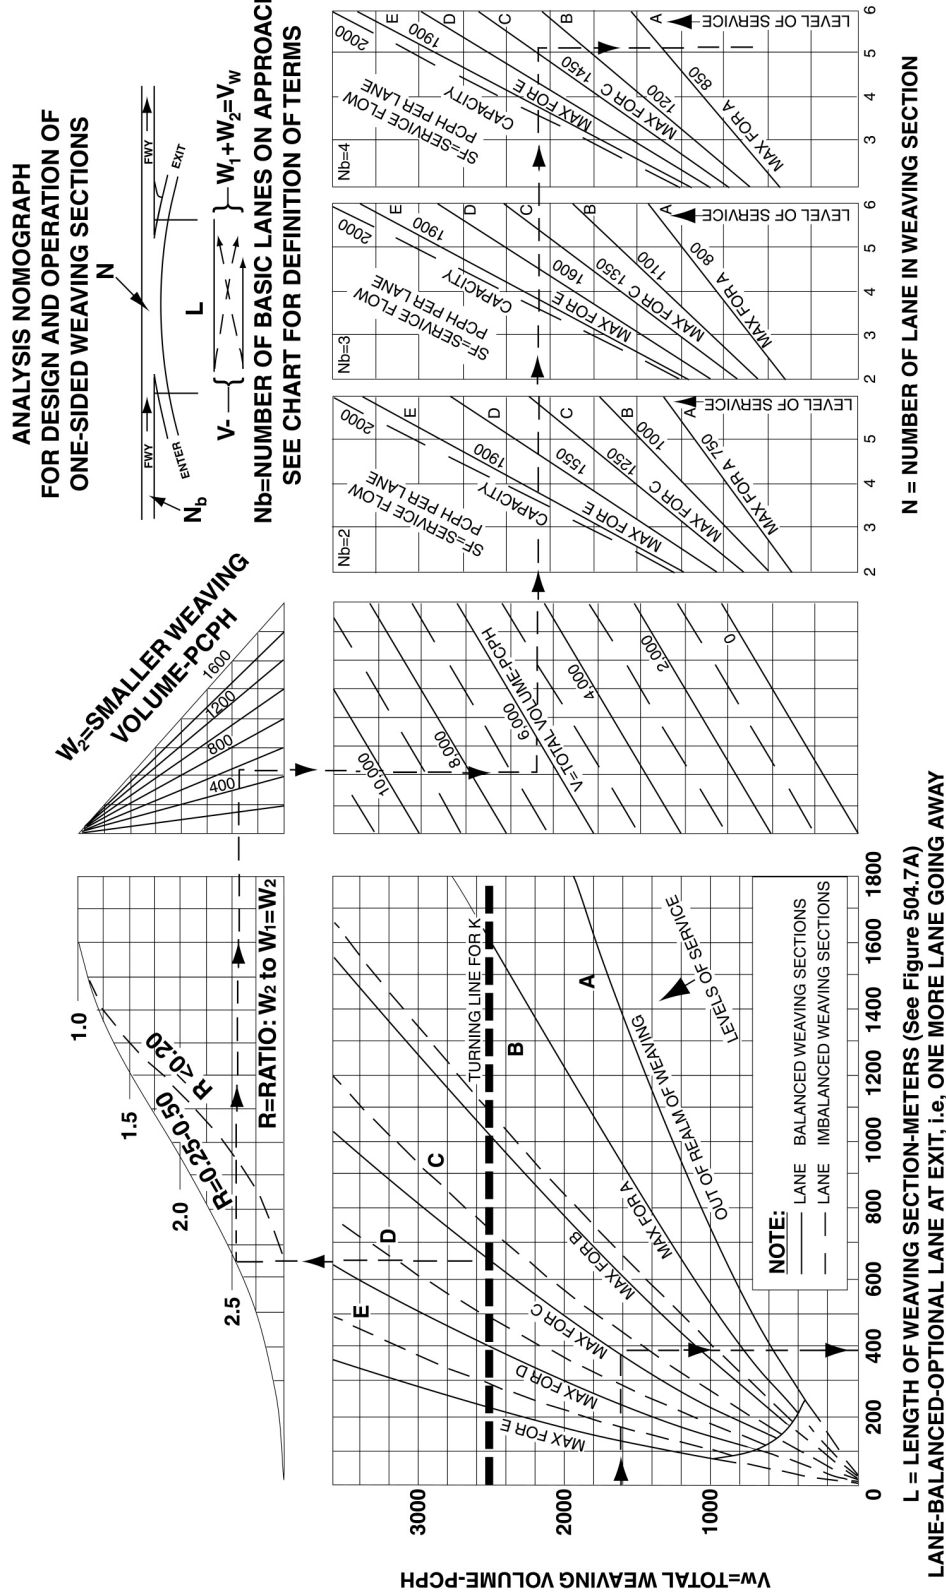 ANALYSIS NOMOGRAPH
FOR DESIGN AND OPERATION OF
ONE-SIDED WEAVING SECTIONS
FWY
FWY
N
Nb
ENTER
EXIT
L
V-
W1+W2=VW
Nb=NUMBER OF BASIC LANES ON APPROAC
SEE CHART FOR DEFINITION OF TERMS
W2=SMALLER WEAVING
VOLUME-PCPH
400
800
1200
1600
1.0
1.5
2.0
2.5
R <0.20
R=0.25-0.50
R=RATIO: W2 to W1=W2
Vw=TOTAL WEAVING VOLUME-PCPH
3000
2000
1000
E
D
C
B
A
TURNING LINE FOR K
MAX FOR E
MAX FOR D
MAX FOR C
MAX FOR B
MAX FOR A
OUT OF REALM OF WEAVING
LEVELS OF SERVICE
NOTE:
LANE BALANCED WEAVING SECTIONS
LANE IMBALANCED WEAVING SECTIONS
0 200 400 600 800 1000 1200 1400 1600 1800
L = LENGTH OF WEAVING SECTION-METERS (See Figure 504.7A)
LANE-BALANCED-OPTIONAL LANE LANE AT EXIT, i.e, ONE MORE LANE GOING AWAY
10,000
8,000
6,000
V=TOTAL VOLUME-PCPH
4,000
2,000
0
Nb=2
SF=SERVICE FLOW
PCPH PER LANE
CAPACITY
2000
1900
1550
1250
1000
MAX FOR E
MAX FOR C
MAX FOR A 750
E
D
C
B
A
LEVEL OF SERVICE
2 3 4 5 6
Nb=3
SF=SERVICE FLOW
PCPH PER LANE
CAPACITY
2000
1900
1600
MAX FOR E
MAX FOR C 1350
1100
MAX FOR A 800
E
D
C
B
A
LEVEL OF SERVICE
2 3 4 5 6
Nb=4
SF=SERVICE FLOW
PCPH PER LANE
CAPACITY
2000
1900
MAX FOR E
1450
MAX FOR C 1200
MAX FOR A 850
E
D
C
B
A
LEVEL OF SERVICE
3 4 5 6
N = NUMBER OF LANE IN WEAVING SECTION